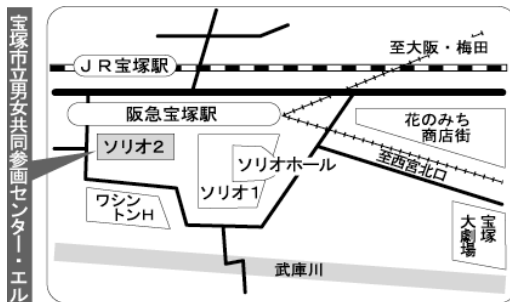 宝塚市立男女共同参画センター・エル
至大阪・梅田
JR宝塚駅
阪急宝塚駅
花のみち
商店街
ソリオ2
ソリオホール
至西宮北口
ソリオ1
ワシン
トンH
宝塚
大劇場
武庫川